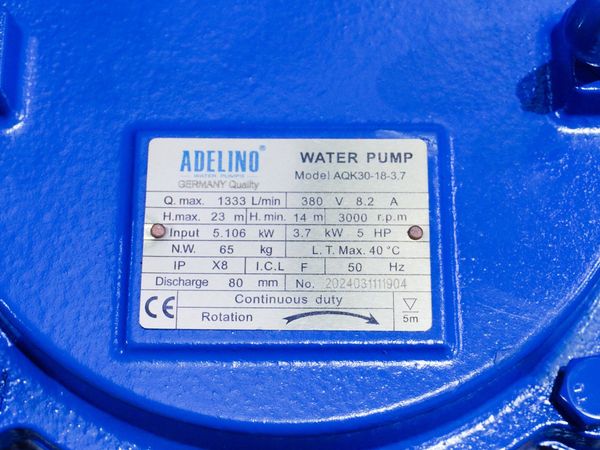 ADELINO®
WATER PUMPS
GERMANY Quality
WATER PUMP
Model AQK30-18-3.7
Q. max. 1333 L/min 380 V 8.2 A
H.max. 23 m H. min. 14 m 3000 r.p.m
Input 5.106 kW 3.7 kW 5 HP
N.W. 65 kg L.T. Max. 40°C
IP X8 I.C.L F 50 Hz
Discharge 80 mm No. 2024031111904
CE Continuous duty
Rotation
5m